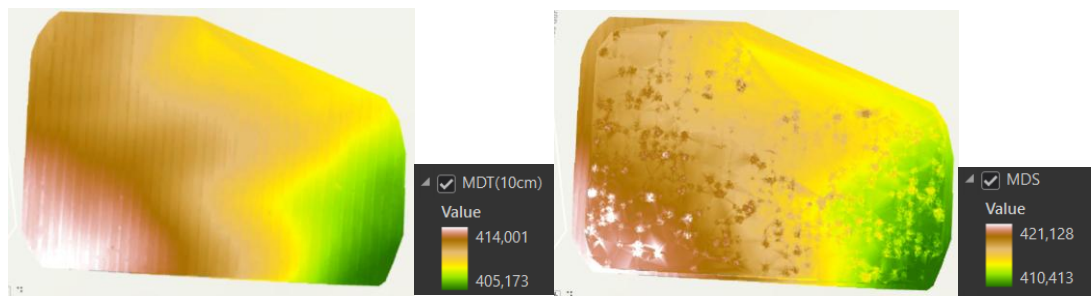 MDT(10cm)
Value
414,001
405,173
MDS
Value
421,128
410,413